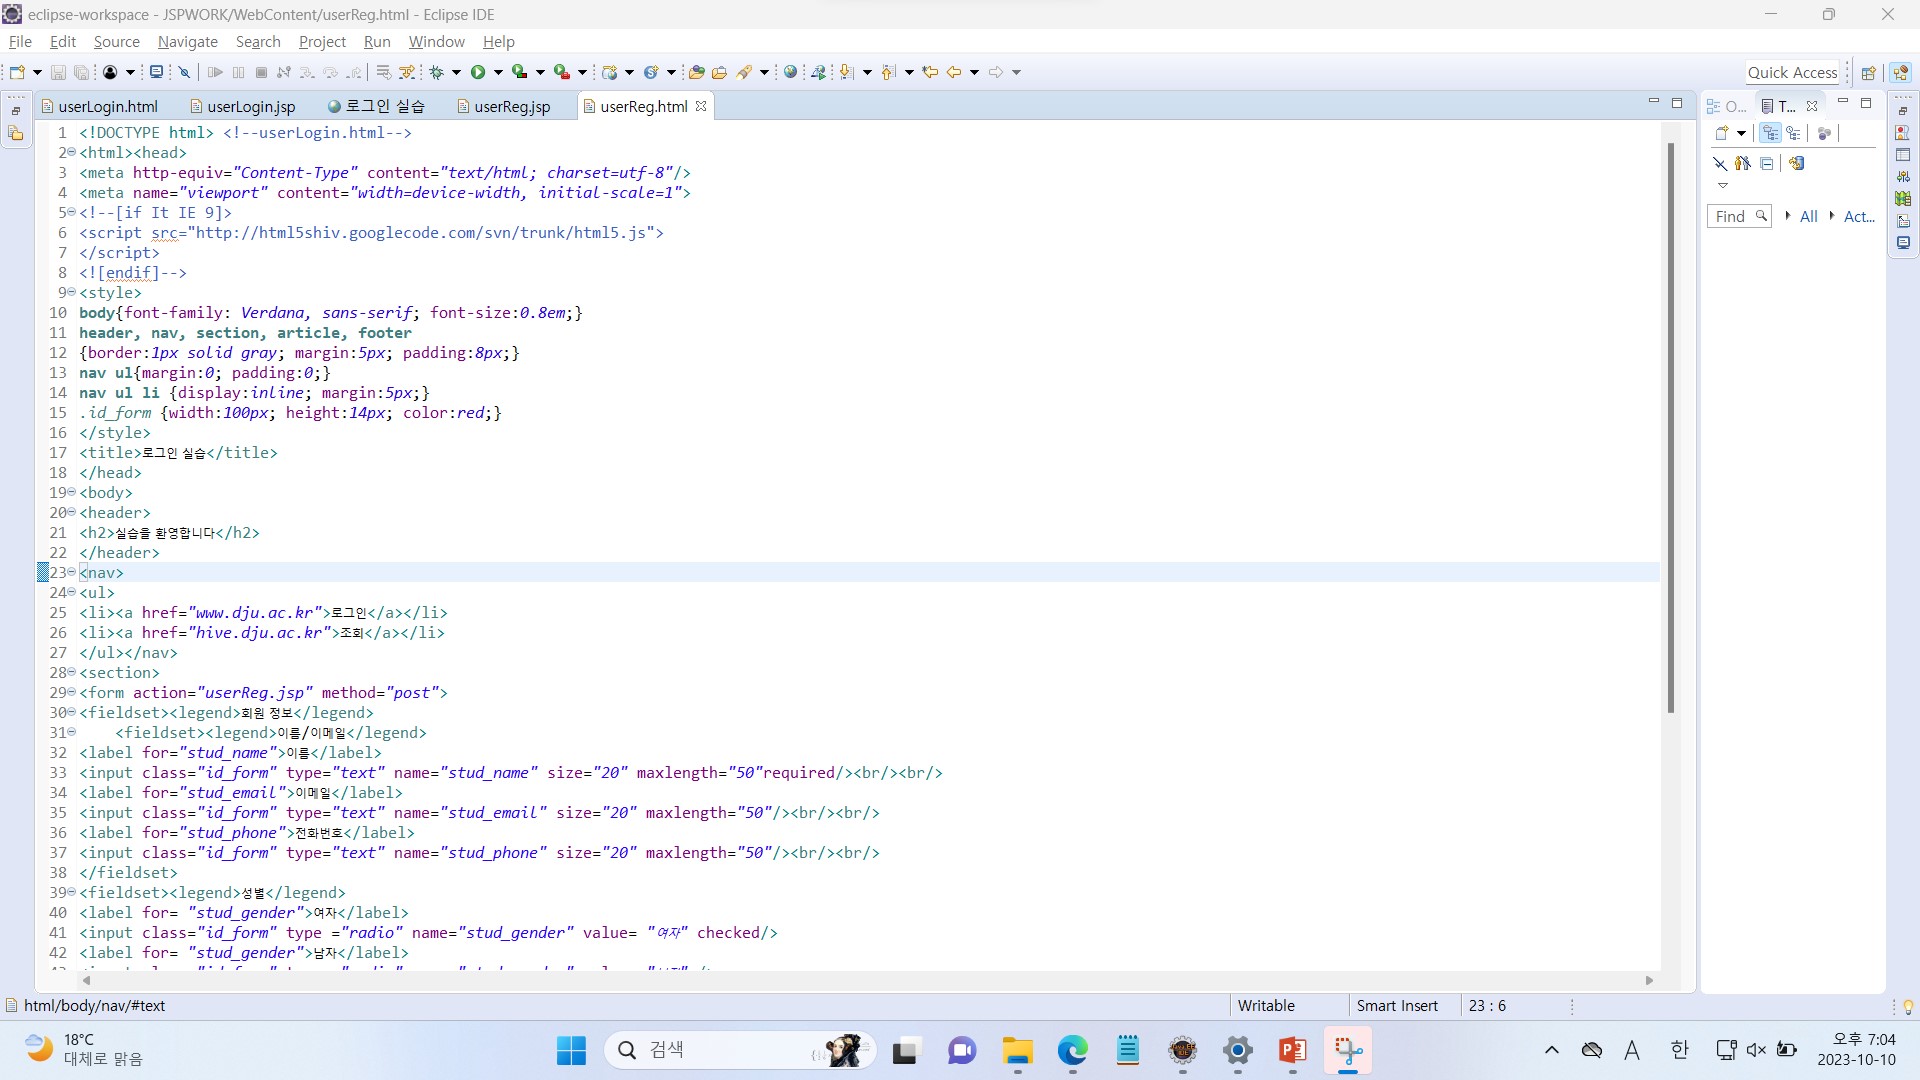 eclipse-workspace - JSPWORK/WebContent/userReg.html - Eclipse IDE
File Edit Source Navigate Search Project Run Window Help
Quick Access
userLogin.html userLogin.jsp 로그인 실습 userReg.jsp userReg.html
O... T...
Find All Act...
1 <!DOCTYPE html> <!--userLogin.html-->
2 <html><head>
3 <meta http-equiv="Content-Type" content="text/html; charset=utf-8"/>
4 <meta name="viewport" content="width=device-width, initial-scale=1">
5 <!--[if It IE 9]>
6 <script src="http://html5shiv.googlecode.com/svn/trunk/html5.js">
7 </script>
8 <![endif]-->
9 <style>
10 body{font-family: Verdana, sans-serif; font-size:0.8em;}
11 header, nav, section, article, footer
12 {border:1px solid gray; margin:5px; padding:8px;}
13 nav ul{margin:0; padding:0;}
14 nav ul li {display:inline; margin:5px;}
15 .id_form {width:100px; height:14px; color:red;}
16 </style>
17 <title>로그인 실습</title>
18 </head>
19 <body>
20 <header>
21 <h2>실습을 환영합니다</h2>
22 </header>
23 <nav>
24 <ul>
25 <li><a href="www.dju.ac.kr">로그인</a></li>
26 <li><a href="hive.dju.ac.kr">조회</a></li>
27 </ul></nav>
28 <section>
29 <form action="userReg.jsp" method="post">
30 <fieldset><legend>회원 정보</legend>
31     <fieldset><legend>이름/이메일</legend>
32 <label for="stud_name">이름</label>
33 <input class="id_form" type="text" name="stud_name" size="20" maxlength="50"required/><br/><br/>
34 <label for="stud_email">이메일</label>
35 <input class="id_form" type="text" name="stud_email" size="20" maxlength="50"/><br/><br/>
36 <label for="stud_phone">전화번호</label>
37 <input class="id_form" type="text" name="stud_phone" size="20" maxlength="50"/><br/><br/>
38 </fieldset>
39 <fieldset><legend>성별</legend>
40 <label for= "stud_gender">여자</label>
41 <input class="id_form" type ="radio" name="stud_gender" value= "여자" checked/>
42 <label for= "stud_gender">남자</label>
html/body/nav/#text Writable Smart Insert 23 : 6
18°C
대체로 맑음
검색
A 한
오후 7:04
2023-10-10